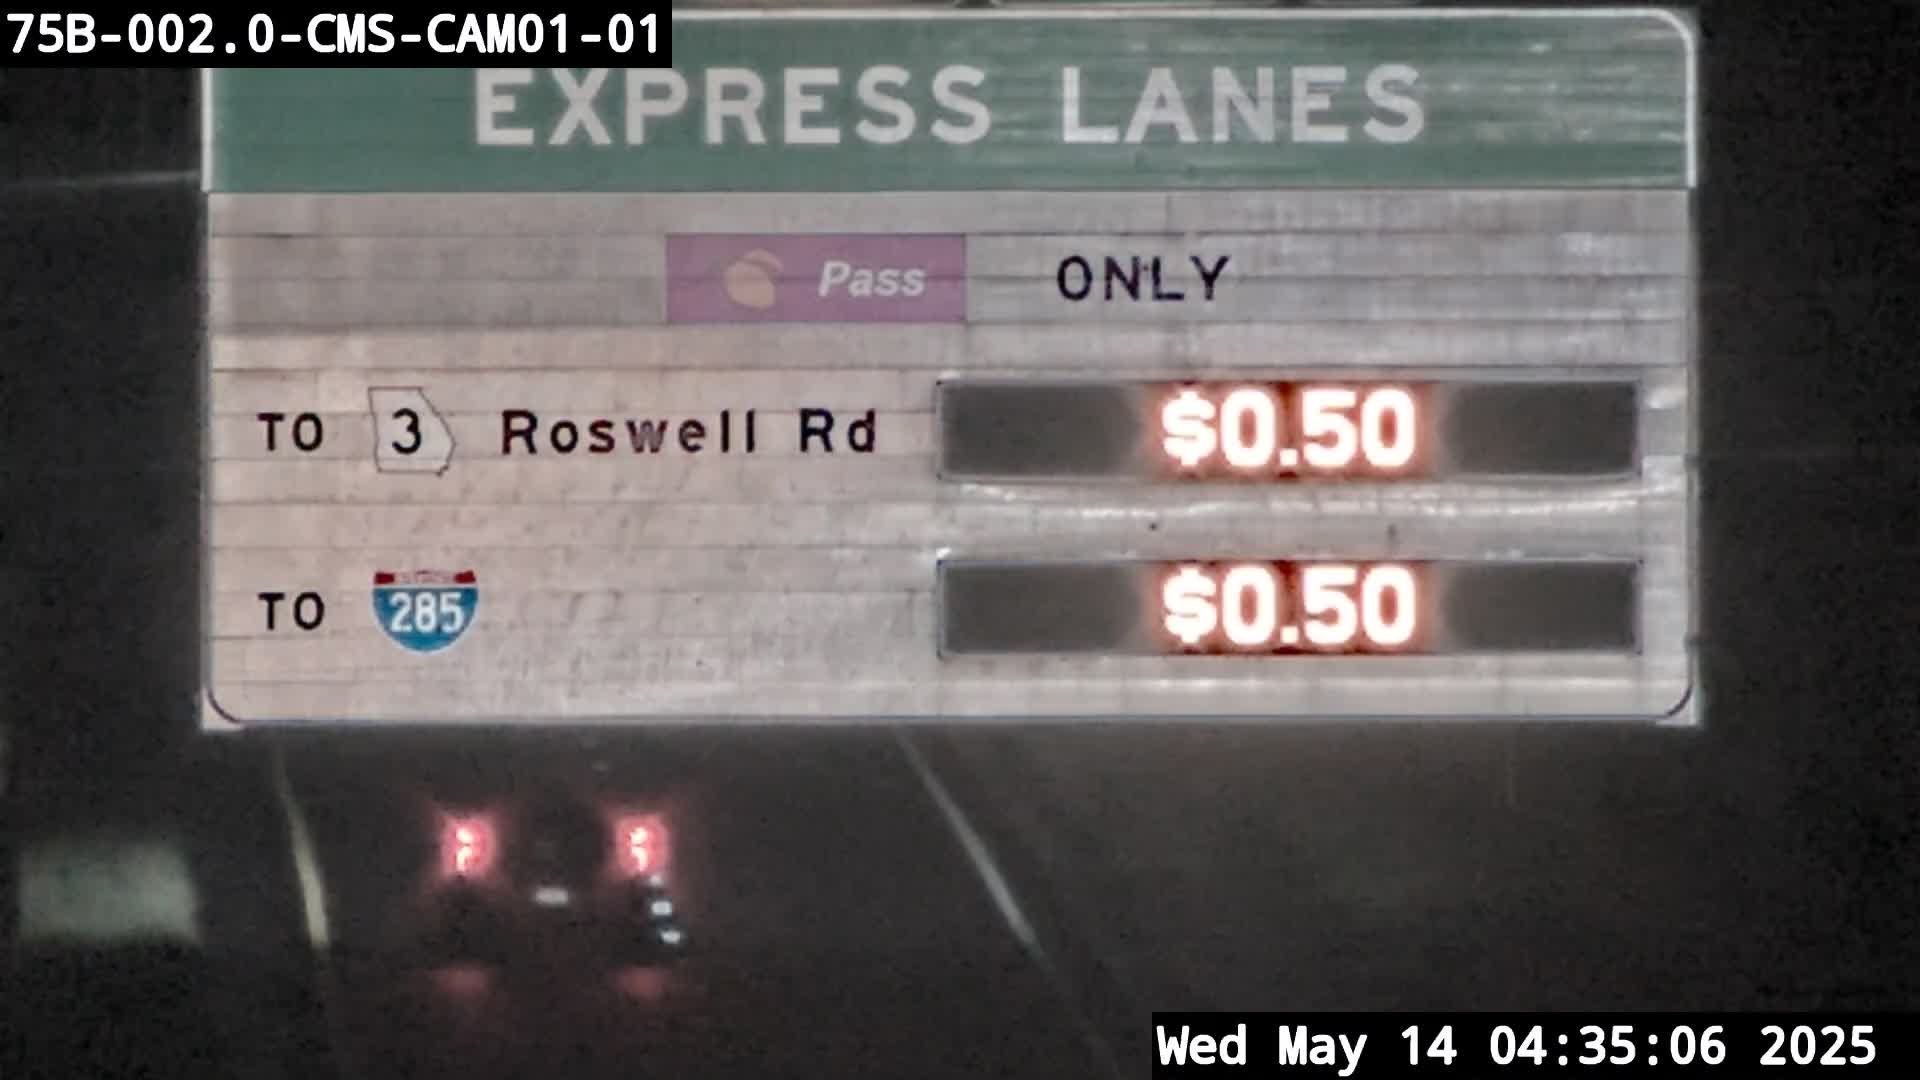 75B-002.0-CMS-CAM01-01
EXPRESS LANES
Pass ONLY
TO 3 Roswell Rd $0.50
TO 285 $0.50
Wed May 14 04:35:06 2025